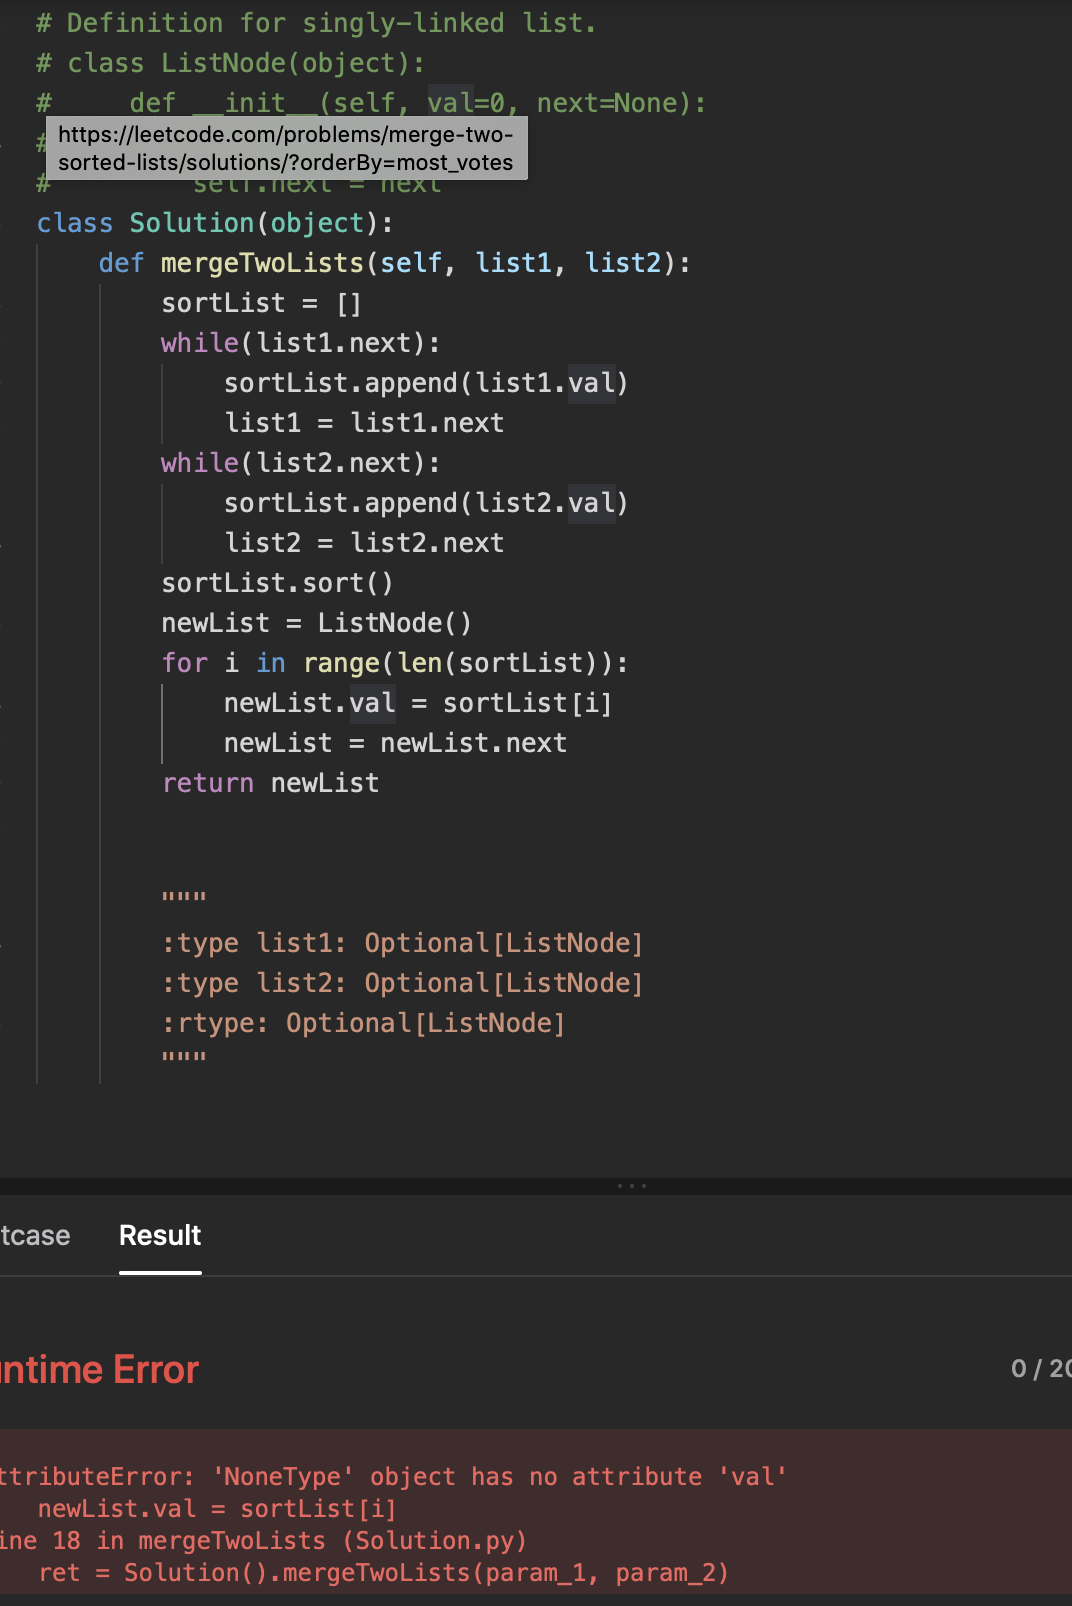 # Definition for singly-linked list.
# class ListNode(object):
#     def __init__(self, val=0, next=None):
#
https://leetcode.com/problems/merge-two-
sorted-lists/solutions/?orderBy=most_votes
#         self.next = next
class Solution(object):
    def mergeTwoLists(self, list1, list2):
        sortList = []
        while(list1.next):
            sortList.append(list1.val)
            list1 = list1.next
        while(list2.next):
            sortList.append(list2.val)
            list2 = list2.next
        sortList.sort()
        newList = ListNode()
        for i in range(len(sortList)):
            newList.val = sortList[i]
            newList = newList.next
        return newList
        """
        :type list1: Optional[ListNode]
        :type list2: Optional[ListNode]
        :rtype: Optional[ListNode]
        """
tcase Result
ntime Error 0 / 20
ttributeError: 'NoneType' object has no attribute 'val'
    newList.val = sortList[i]
ine 18 in mergeTwoLists (Solution.py)
    ret = Solution().mergeTwoLists(param_1, param_2)